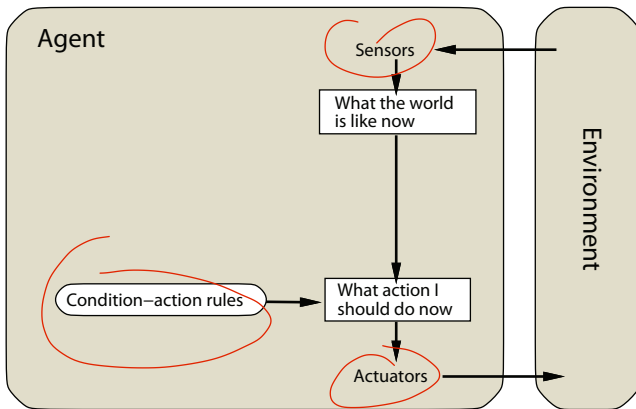 Agent
Sensors
What the world
is like now
Environment
Condition–action rules
What action I
should do now
Actuators